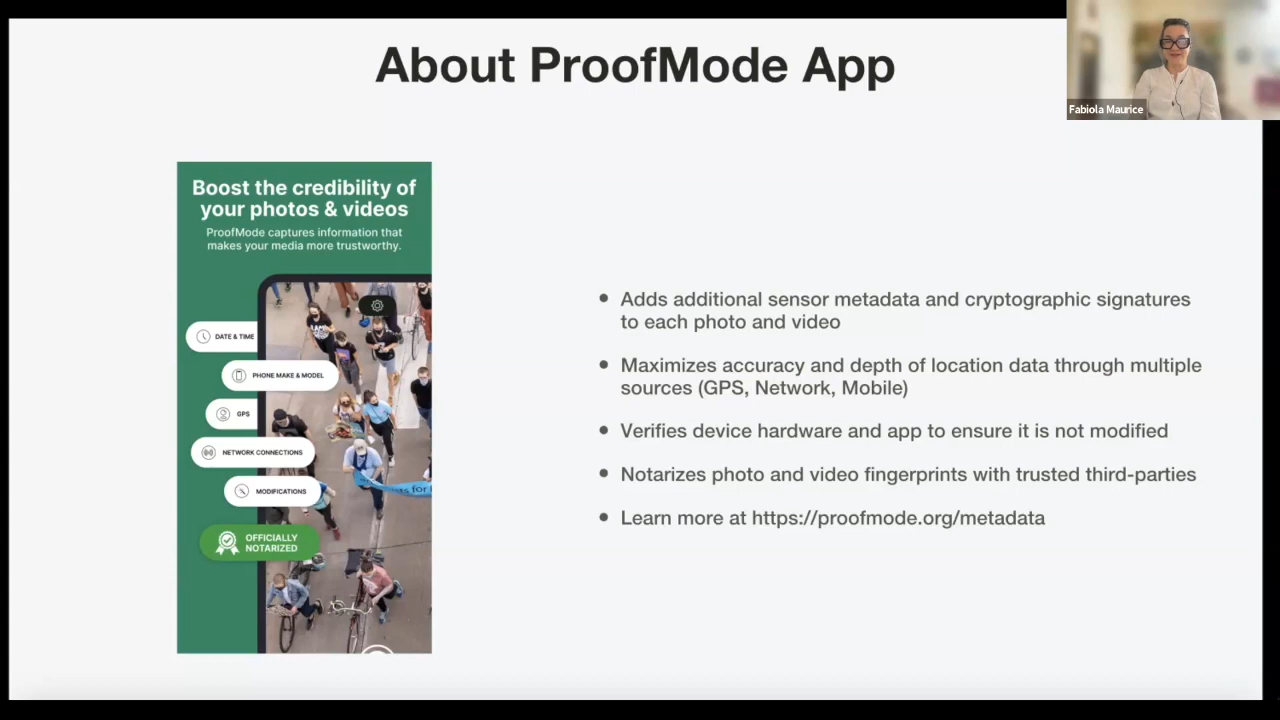 About ProofMode App
Fabiola Maurice
Boost the credibility of
your photos & videos
ProofMode captures information that
makes your media more trustworthy.
DATE & TIME
PHONE MAKE & MODEL
GPS
NETWORK CONNECTIONS
MODIFICATIONS
OFFICIALLY
NOTARIZED
• Adds additional sensor metadata and cryptographic signatures
to each photo and video
• Maximizes accuracy and depth of location data through multiple
sources (GPS, Network, Mobile)
• Verifies device hardware and app to ensure it is not modified
• Notarizes photo and video fingerprints with trusted third-parties
• Learn more at https://proofmode.org/metadata